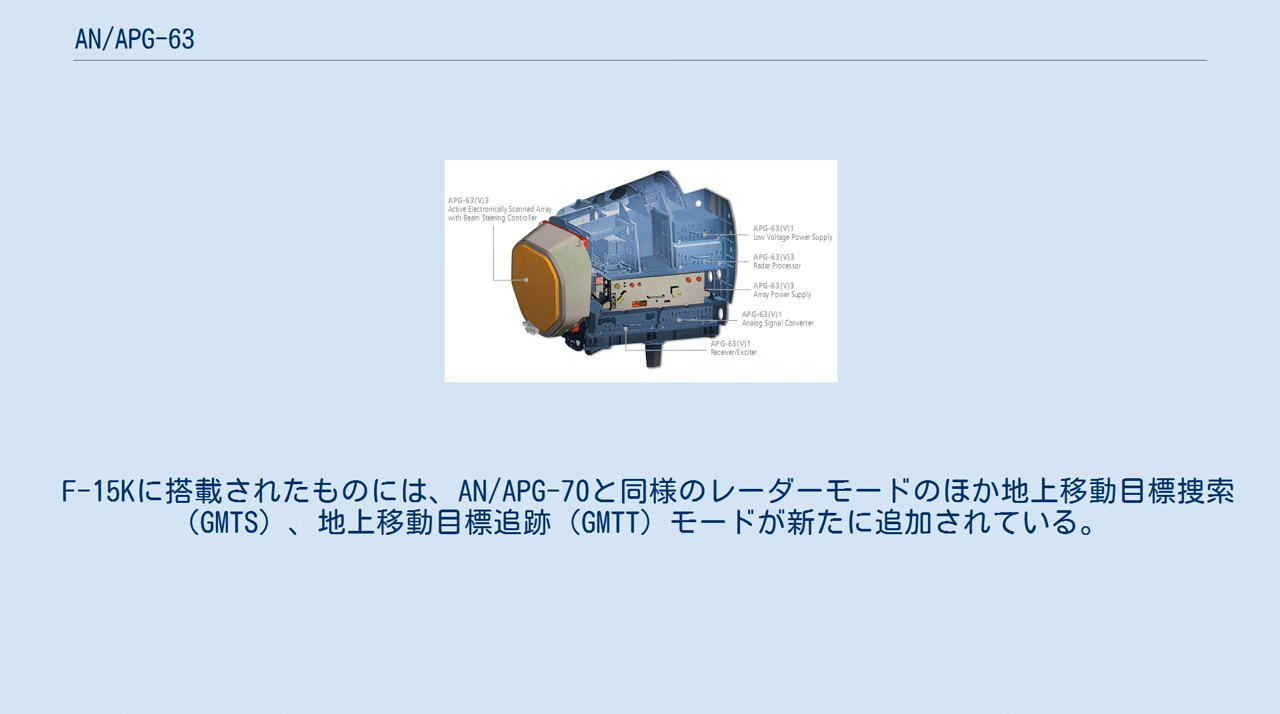 AN/APG-63
APG-63(V)3
Active Electronically Scanned Array
with Beam Steering Controller
APG-63(V)1
Low Voltage Power Supply
APG-63(V)3
Radar Processor
APG-63(V)3
Array Power Supply
APG-63(V)1
Analog Signal Converter
APG-63(V)1
Receiver/Exciter
F-15Kに搭載されたものには、AN/APG-70と同様のレーダーモードのほか地上移動目標捜索
（GMTS）、地上移動目標追跡（GMTT）モードが新たに追加されている。